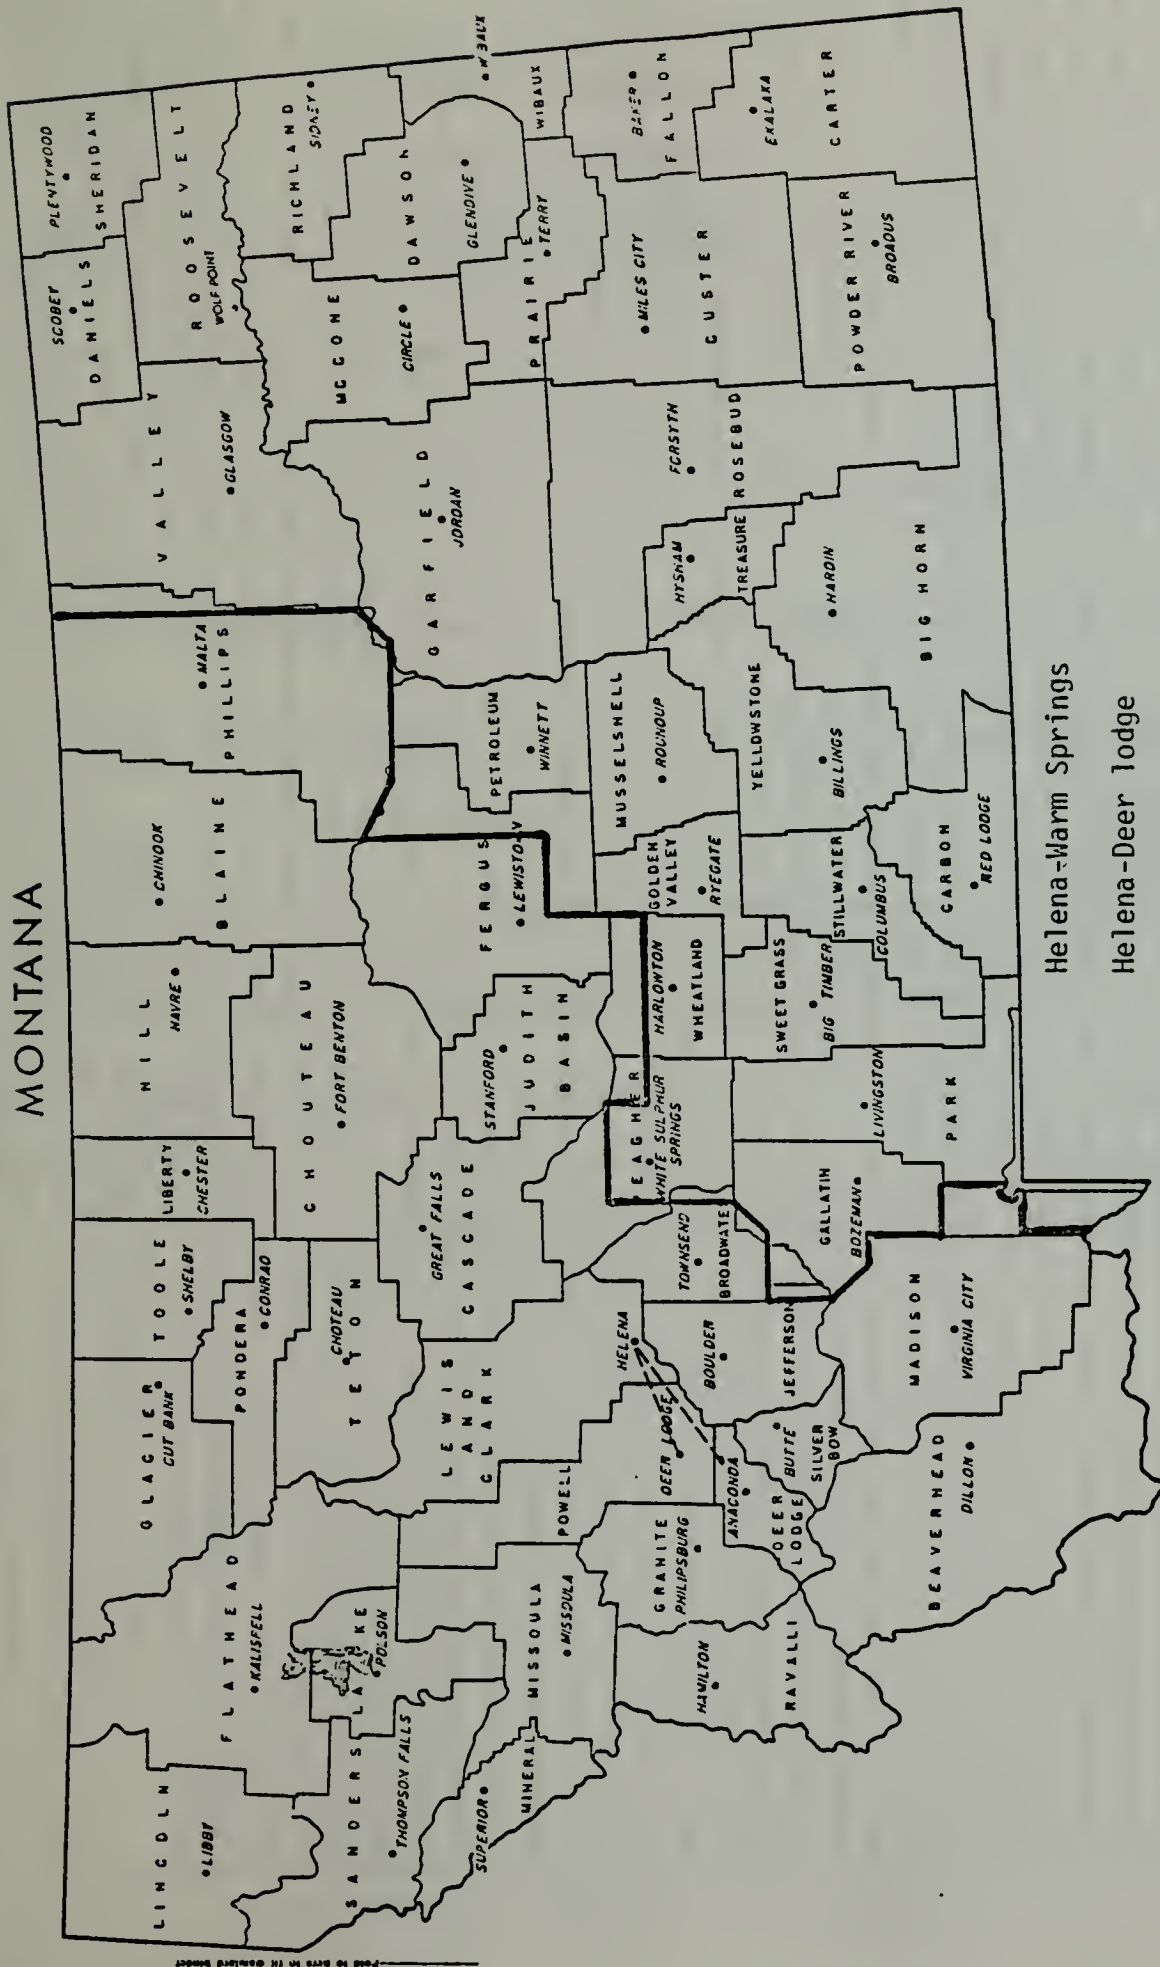 MONTANA
LINCOLN
LIBBY
FLATHEAD
KALISFELL
GLACIER
CUT BANK
TOOLE
SHELBY
LIBERTY
CHESTER
HILL
HAVRE
BLAINE
CHINOOK
PHILLIPS
MALTA
VALLEY
GLASGOW
DANIELS
SCOBEY
SHERIDAN
PLENTYWOOD
ROOSEVELT
WOLF POINT
SANDERS
THOMPSON FALLS
LAKE
POLSON
PONDERA
CONRAD
TETON
CHOTEAU
CHOUTEAU
FORT BENTON
MCCONE
CIRCLE
RICHLAND
SIDNEY
DAWSON
GLENDIVE
WIBAUX
WIBAUX
MINERAL
SUPERIOR
MISSOULA
MISSOULA
POWELL
DEER LODGE
LEWIS
AND
CLARK
HELENA
CASCADE
GREAT FALLS
JUDITH
BASIN
STANFORD
FERGUS
LEWISTOWN
PETROLEUM
WINNETT
GARFIELD
JORDAN
PRAIRIE
TERRY
RAVALLI
HAMILTON
GRANITE
PHILIPSBURG
DEER
LODGE
ANACONDA
SILVER
BOW
BUTTE
JEFFERSON
BOULDER
BROADWATER
TOWNSEND
MEAGHER
WHITE SULPHUR
SPRINGS
WHEATLAND
HARLOWTON
GOLDEN
VALLEY
RYEGATE
MUSSELSHELL
ROUNDUP
TREASURE
HYSHAM
ROSEBUD
FORSYTH
CUSTER
MILES CITY
FALLON
BAKER
BEAVERHEAD
DILLON
MADISON
VIRGINIA CITY
GALLATIN
BOZEMAN
PARK
LIVINGSTON
SWEET GRASS
BIG TIMBER
STILLWATER
COLUMBUS
CARBON
RED LODGE
YELLOWSTONE
BILLINGS
BIG HORN
HARDIN
POWDER RIVER
BROADUS
CARTER
EKALAKA
Helena-Warm Springs
Helena-Deer lodge